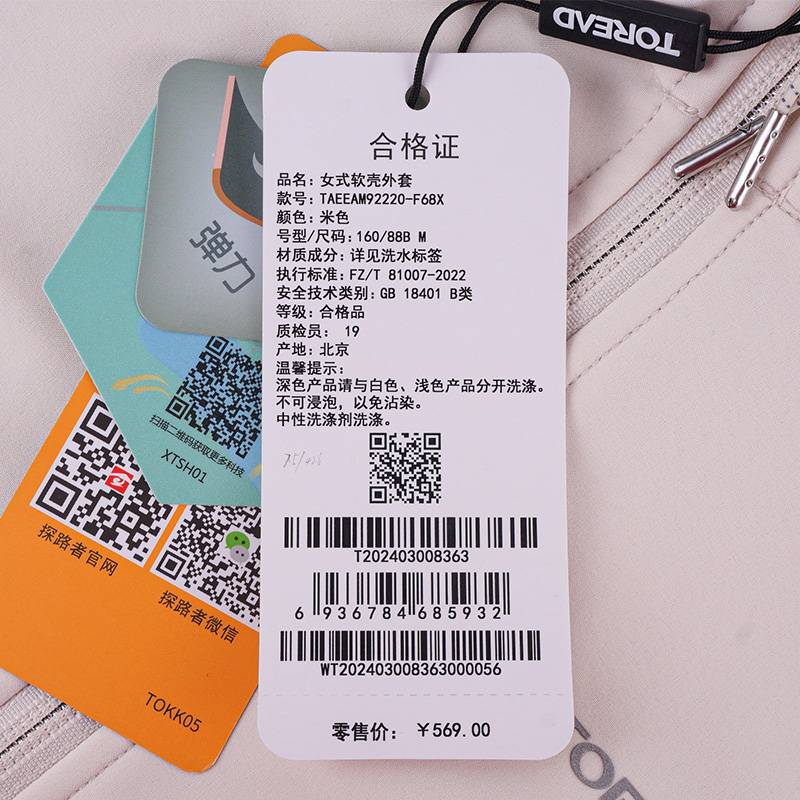 TOREAD
合格证
品名: 女式软壳外套
款号: TAEEAM92220-F68X
颜色: 米色
号型/尺码: 160/88B M
材质成分: 详见洗水标签
执行标准: FZ/T 81007-2022
安全技术类别: GB 18401 B类
等级: 合格品
质检员: 19
产地: 北京
温馨提示:
深色产品请与白色、浅色产品分开洗涤。
不可浸泡，以免沾染。
中性洗涤剂洗涤。
T202403008363
6 936784 685932
WT202403008363000056
零售价: ￥569.00
弹力
扫描二维码获取更多科技
XTSH01
探路者官网
探路者微信
TOKK05